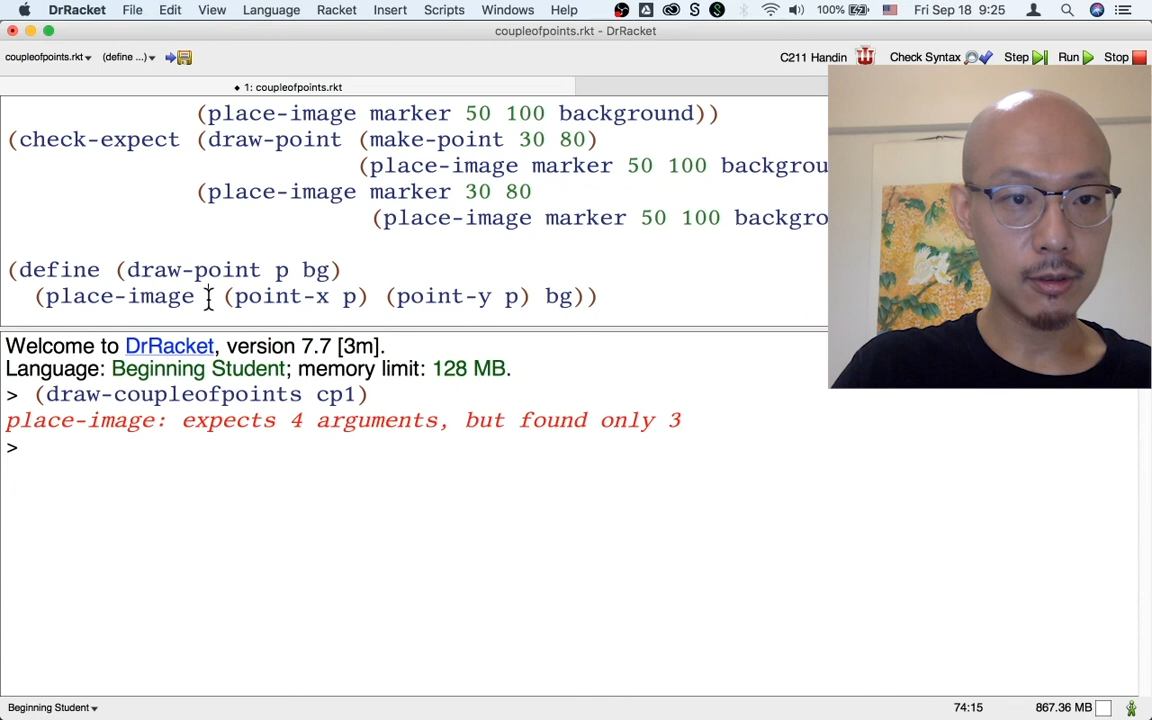 DrRacket File Edit View Language Racket Insert Scripts Windows Help 100% Fri Sep 18 9:25
coupleofpoints.rkt - DrRacket
coupleofpoints.rkt (define ...) C211 Handin Check Syntax Step Run Stop
1: coupleofpoints.rkt
(place-image marker 50 100 background))
(check-expect (draw-point (make-point 30 80)
(place-image marker 50 100 backgrou
(place-image marker 30 80
(place-image marker 50 100 backgro
(define (draw-point p bg)
(place-image (point-x p) (point-y p) bg))
Welcome to DrRacket, version 7.7 [3m].
Language: Beginning Student; memory limit: 128 MB.
> (draw-coupleofpoints cp1)
place-image: expects 4 arguments, but found only 3
>
Beginning Student 74:15 867.36 MB